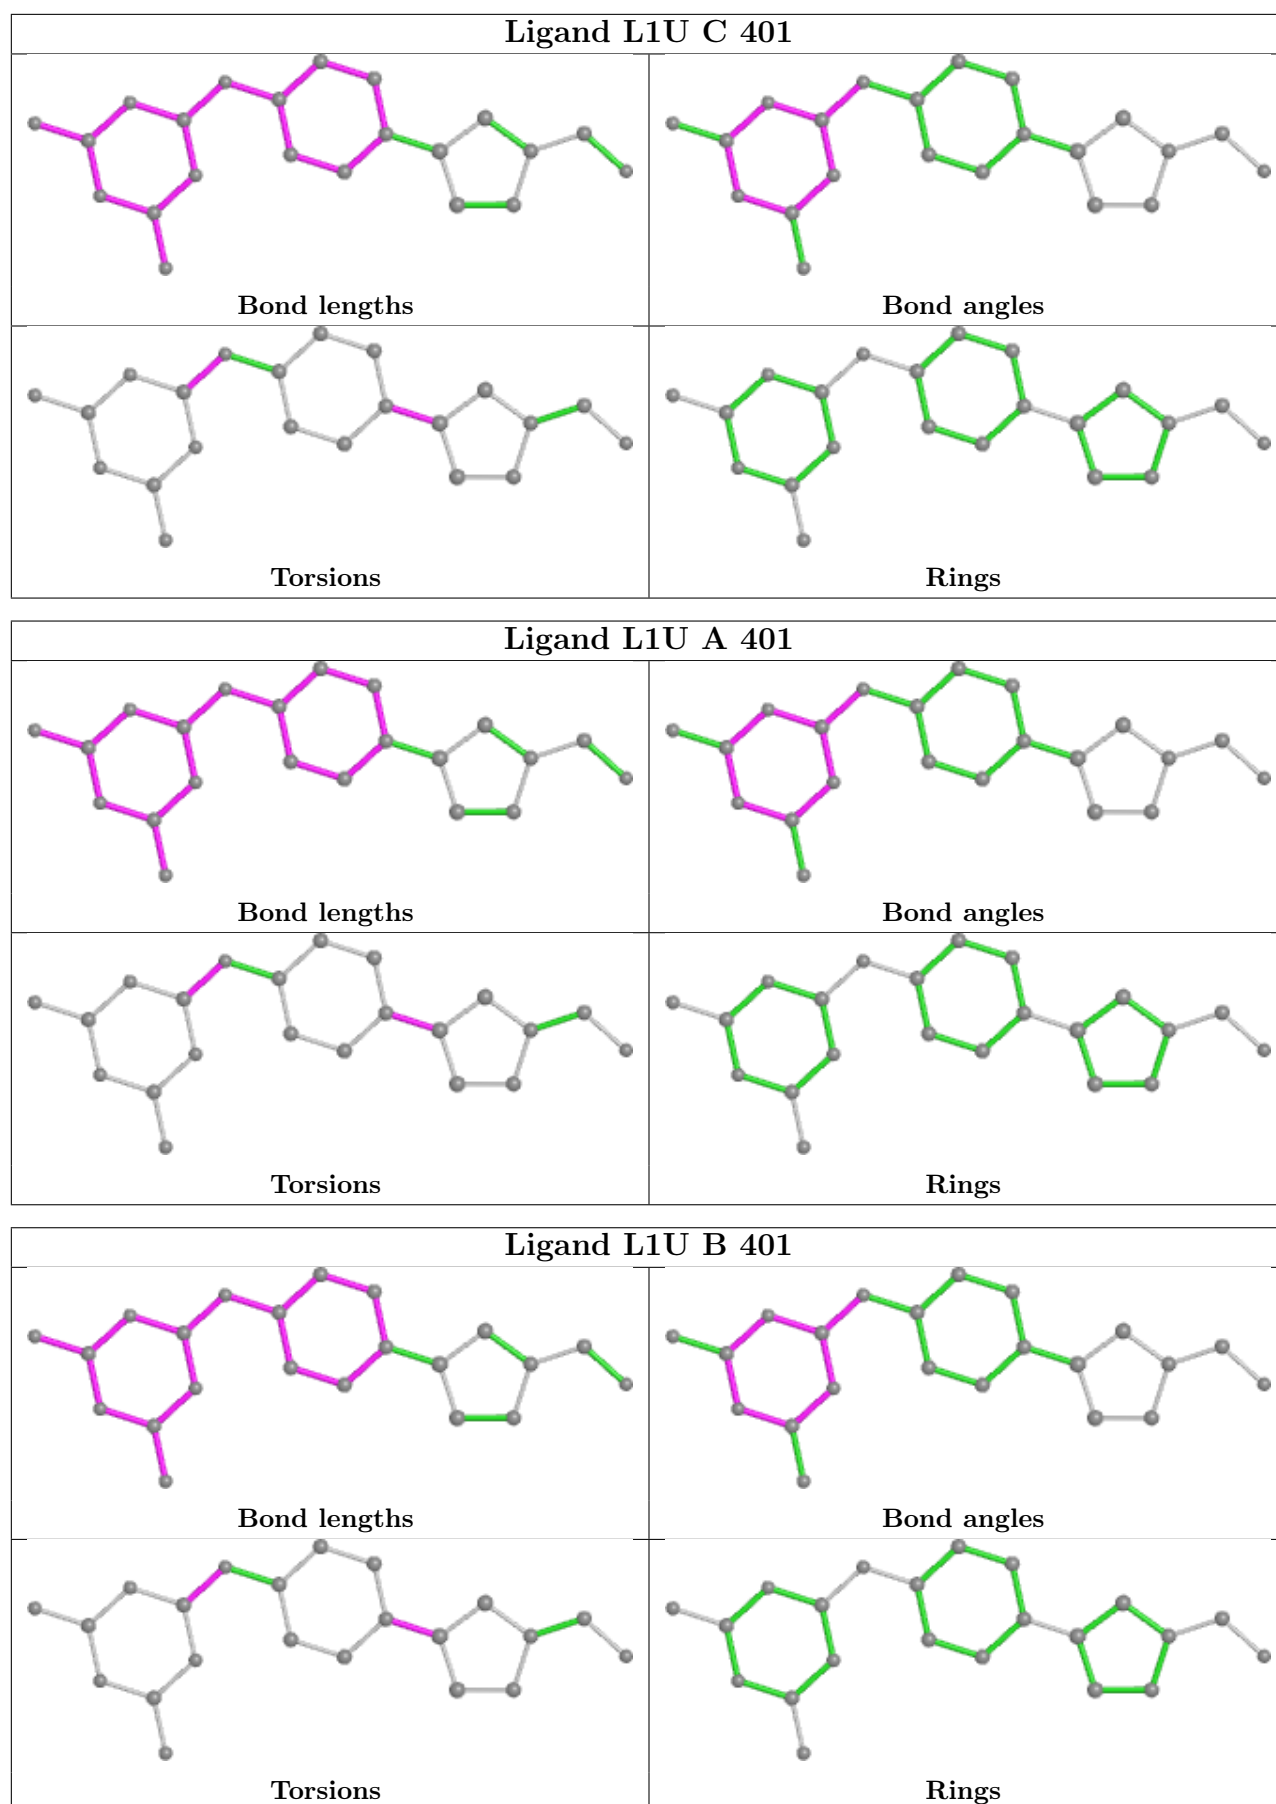 Ligand L1U C 401
Bond lengths
Bond angles
Torsions
Rings
Ligand L1U A 401
Bond lengths
Bond angles
Torsions
Rings
Ligand L1U B 401
Bond lengths
Bond angles
Torsions
Rings